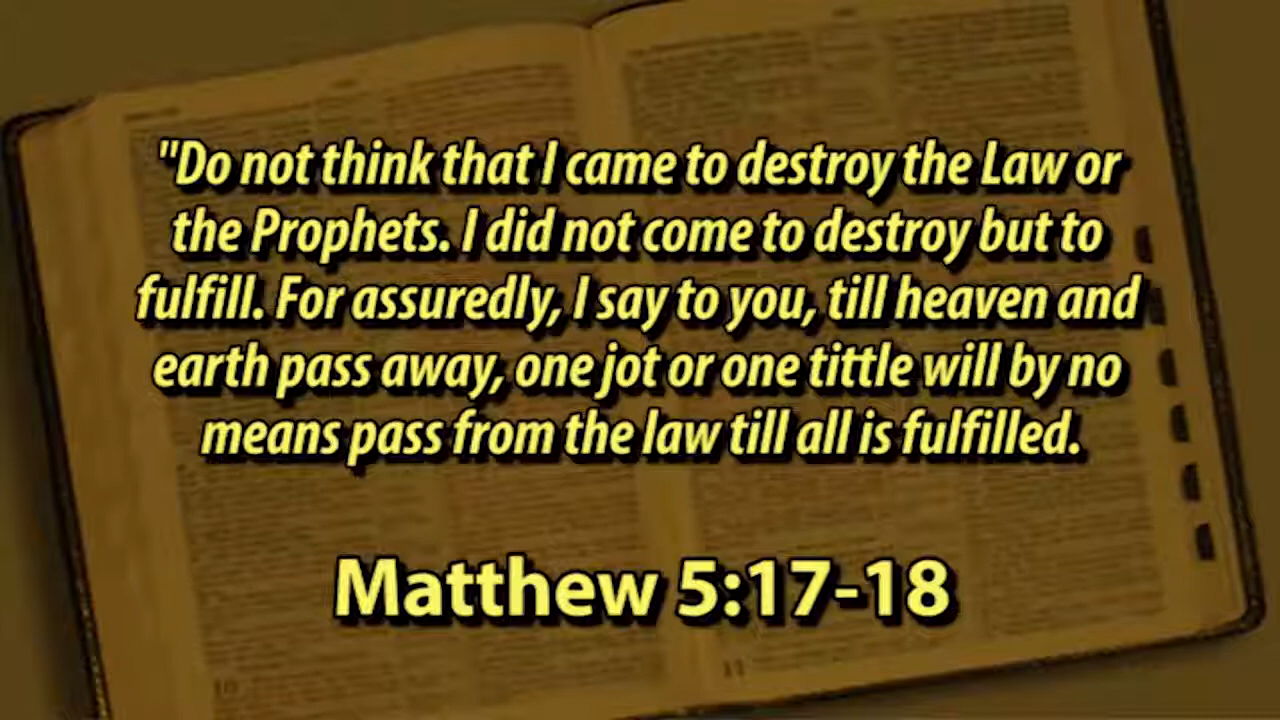 "Do not think that I came to destroy the Law or
the Prophets. I did not come to destroy but to
fulfill. For assuredly, I say to you, till heaven and
earth pass away, one jot or one tittle will by no
means pass from the law till all is fulfilled.
Matthew 5:17-18